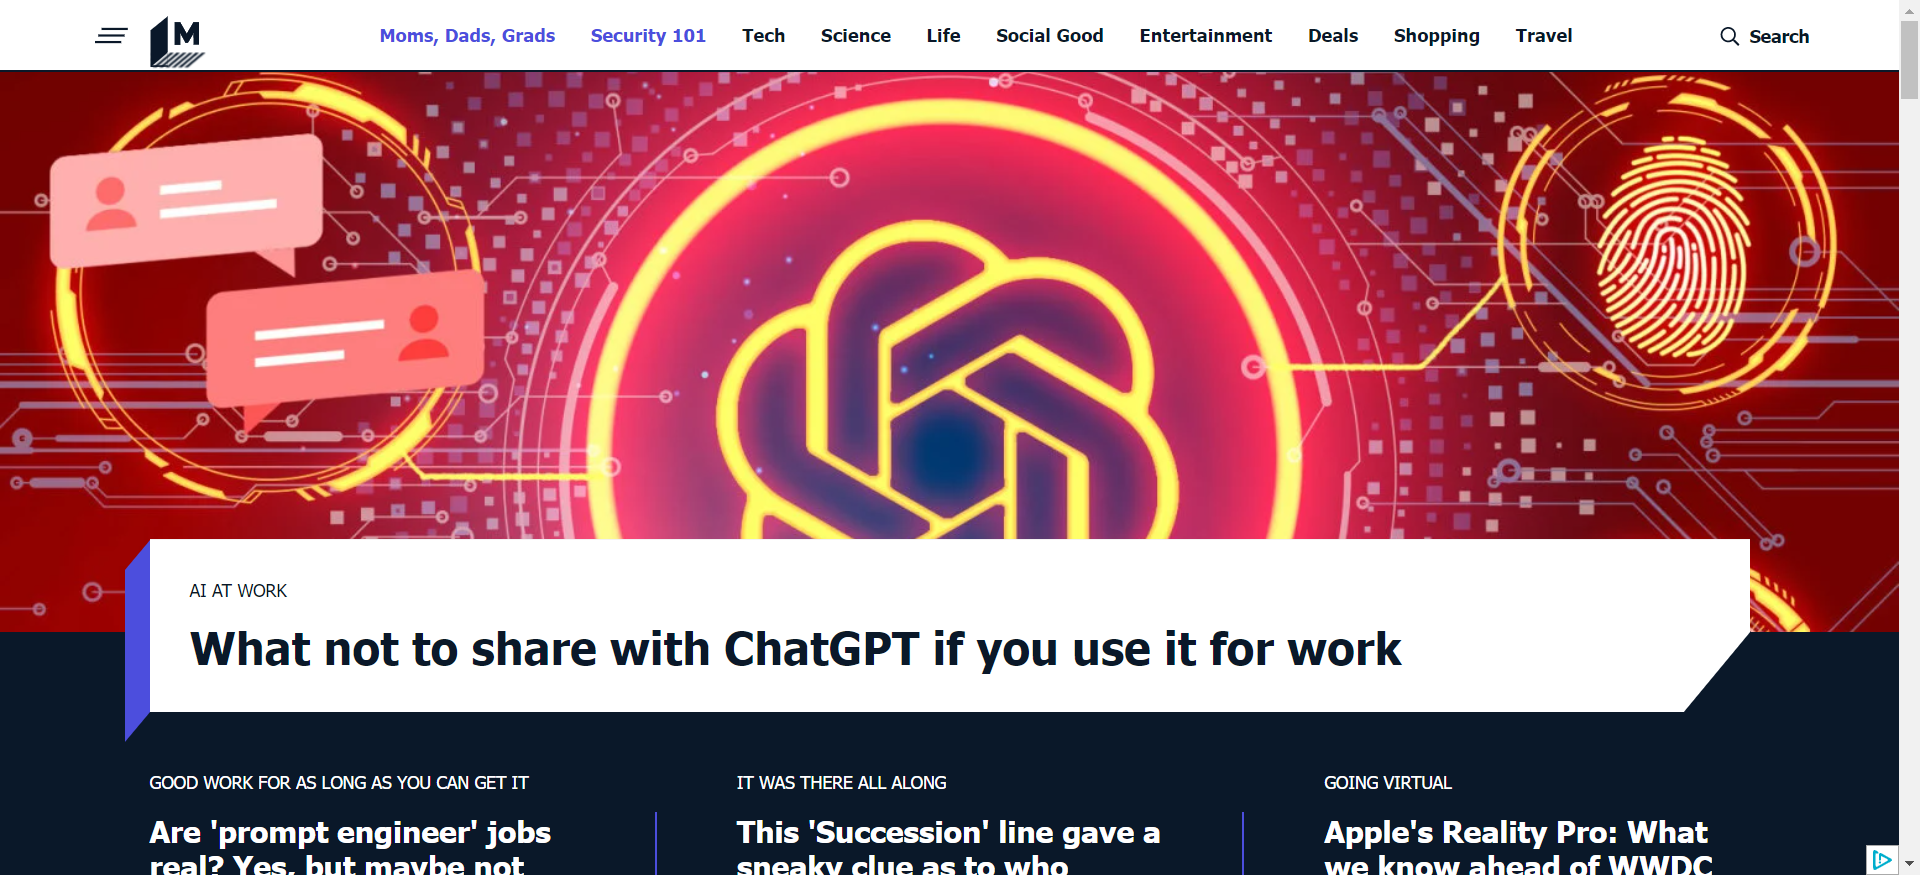 M
Moms, Dads, Grads
Security 101
Tech
Science
Life
Social Good
Entertainment
Deals
Shopping
Travel
Search
AI AT WORK
What not to share with ChatGPT if you use it for work
GOOD WORK FOR AS LONG AS YOU CAN GET IT
Are 'prompt engineer' jobs
real? Yes, but maybe not
IT WAS THERE ALL ALONG
This 'Succession' line gave a
sneaky clue as to who
GOING VIRTUAL
Apple's Reality Pro: What
we know ahead of WWDC